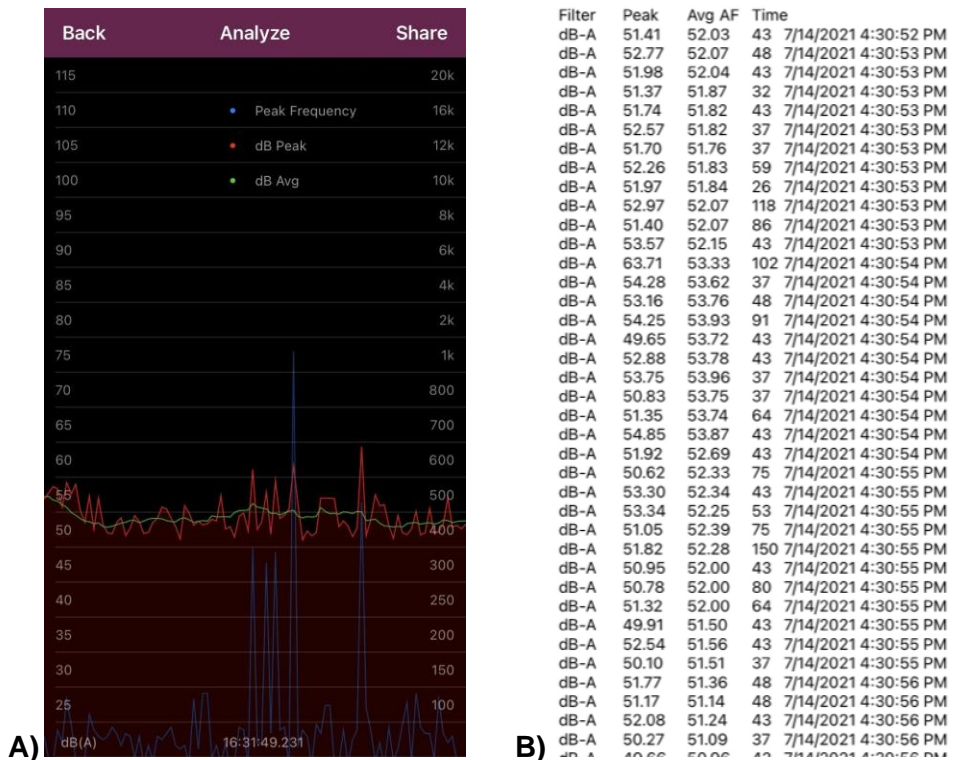 Back Analyze Share
115 20k
110 Peak Frequency 16k
105 dB Peak 12k
100 dB Avg 10k
95 8k
90 6k
85 4k
80 2k
75 1k
70 800
65 700
60 600
55 500
50 400
45 300
40 250
35 200
30 150
25 100
dB(A) 16:31:49.231
A)
Filter Peak Avg AF Time
dB-A 51.41 52.03 43 7/14/2021 4:30:52 PM
dB-A 52.77 52.07 48 7/14/2021 4:30:53 PM
dB-A 51.98 52.04 43 7/14/2021 4:30:53 PM
dB-A 51.37 51.87 32 7/14/2021 4:30:53 PM
dB-A 51.74 51.82 43 7/14/2021 4:30:53 PM
dB-A 52.57 51.82 37 7/14/2021 4:30:53 PM
dB-A 51.70 51.76 37 7/14/2021 4:30:53 PM
dB-A 52.26 51.83 59 7/14/2021 4:30:53 PM
dB-A 51.97 51.84 26 7/14/2021 4:30:53 PM
dB-A 52.97 52.07 118 7/14/2021 4:30:53 PM
dB-A 51.40 52.07 86 7/14/2021 4:30:53 PM
dB-A 53.57 52.15 43 7/14/2021 4:30:53 PM
dB-A 63.71 53.33 102 7/14/2021 4:30:54 PM
dB-A 54.28 53.62 37 7/14/2021 4:30:54 PM
dB-A 53.16 53.76 48 7/14/2021 4:30:54 PM
dB-A 54.25 53.93 91 7/14/2021 4:30:54 PM
dB-A 49.65 53.72 43 7/14/2021 4:30:54 PM
dB-A 52.88 53.78 43 7/14/2021 4:30:54 PM
dB-A 53.75 53.96 37 7/14/2021 4:30:54 PM
dB-A 50.83 53.75 37 7/14/2021 4:30:54 PM
dB-A 51.35 53.74 64 7/14/2021 4:30:54 PM
dB-A 54.85 53.87 43 7/14/2021 4:30:54 PM
dB-A 51.92 52.69 43 7/14/2021 4:30:54 PM
dB-A 50.62 52.33 75 7/14/2021 4:30:55 PM
dB-A 53.30 52.34 43 7/14/2021 4:30:55 PM
dB-A 53.34 52.25 53 7/14/2021 4:30:55 PM
dB-A 51.05 52.39 75 7/14/2021 4:30:55 PM
dB-A 51.82 52.28 150 7/14/2021 4:30:55 PM
dB-A 50.95 52.00 43 7/14/2021 4:30:55 PM
dB-A 50.78 52.00 80 7/14/2021 4:30:55 PM
dB-A 51.32 52.00 64 7/14/2021 4:30:55 PM
dB-A 49.91 51.50 43 7/14/2021 4:30:55 PM
dB-A 52.54 51.56 43 7/14/2021 4:30:55 PM
dB-A 50.10 51.51 37 7/14/2021 4:30:55 PM
dB-A 51.77 51.36 48 7/14/2021 4:30:56 PM
dB-A 51.17 51.14 48 7/14/2021 4:30:56 PM
dB-A 52.08 51.24 43 7/14/2021 4:30:56 PM
dB-A 50.27 51.09 37 7/14/2021 4:30:56 PM
B)